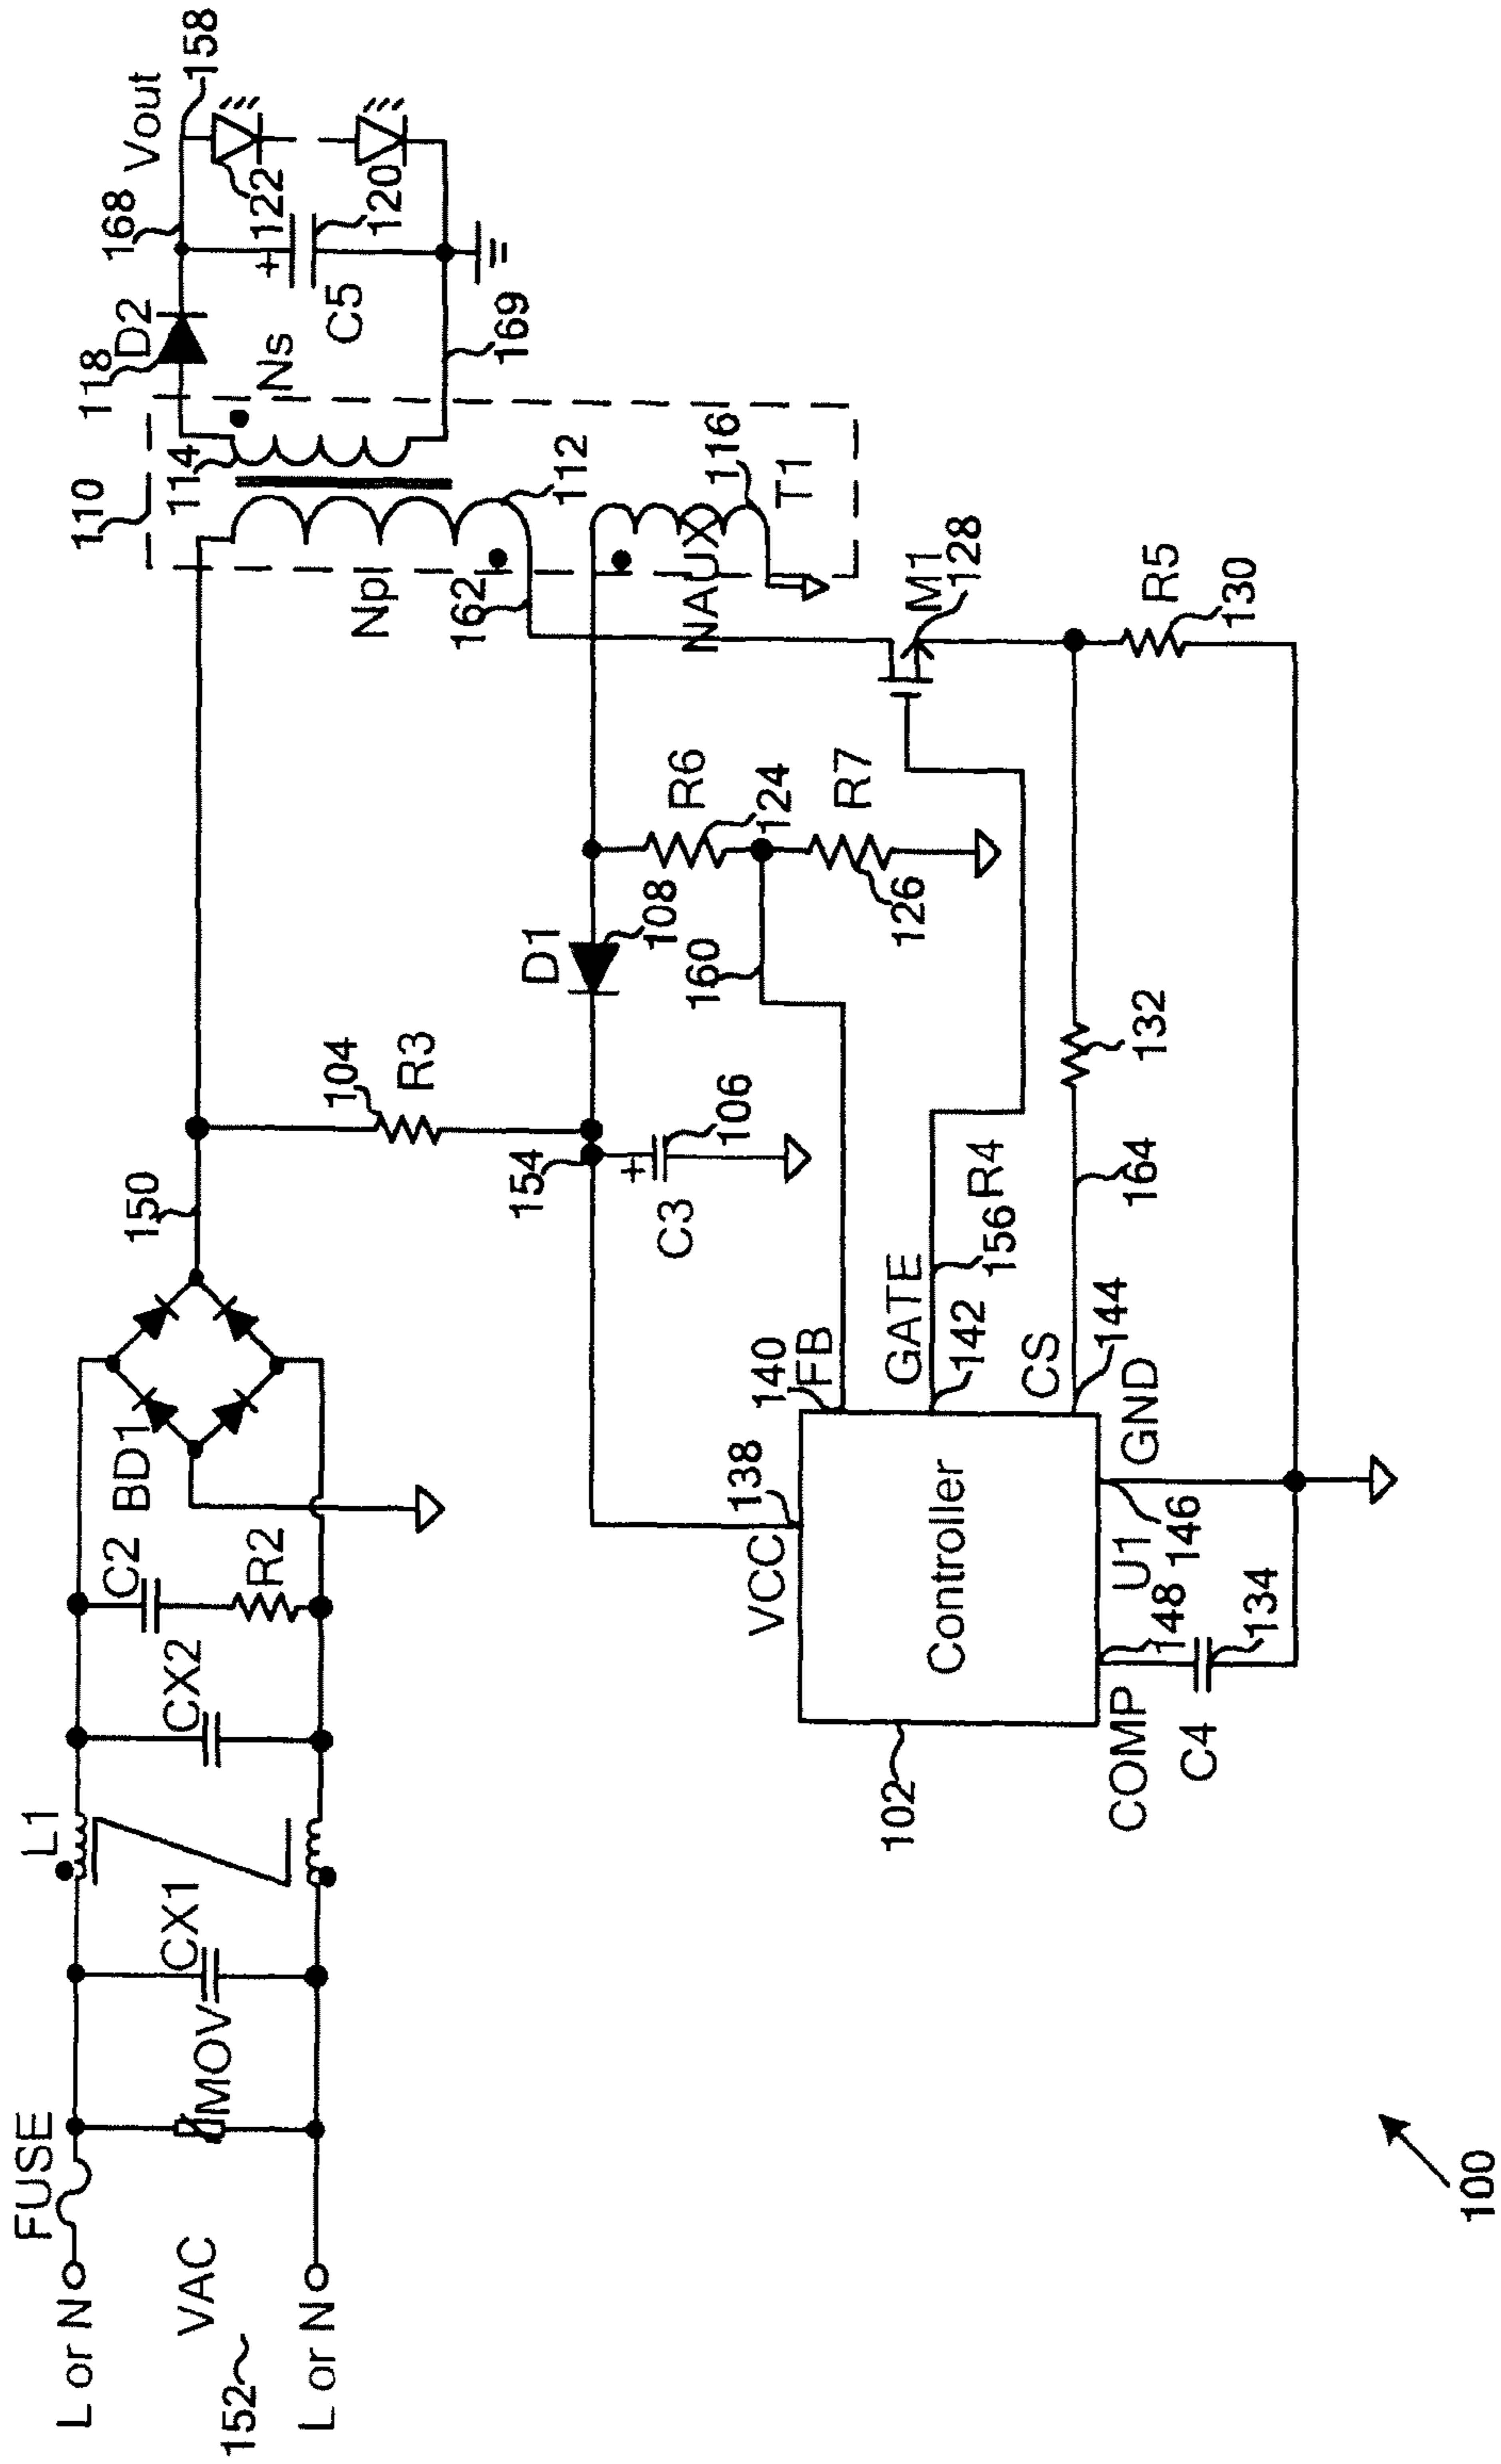 L or N
FUSE
VAC
152
L or N
MOV
CX1
L1
CX2
C2
R2
BD1
150
104
R3
154
C3
106
D1
108
R6
124
160
R7
126
110
Np
162
112
114
Ns
NAUX
116
T1
118
D2
168
Vout
158
122
120
C5
169
M1
128
R5
130
132
164
R4
156
VCC
138
140
FB
GATE
142
CS
144
GND
146
U1
148
COMP
C4
134
Controller
102
100